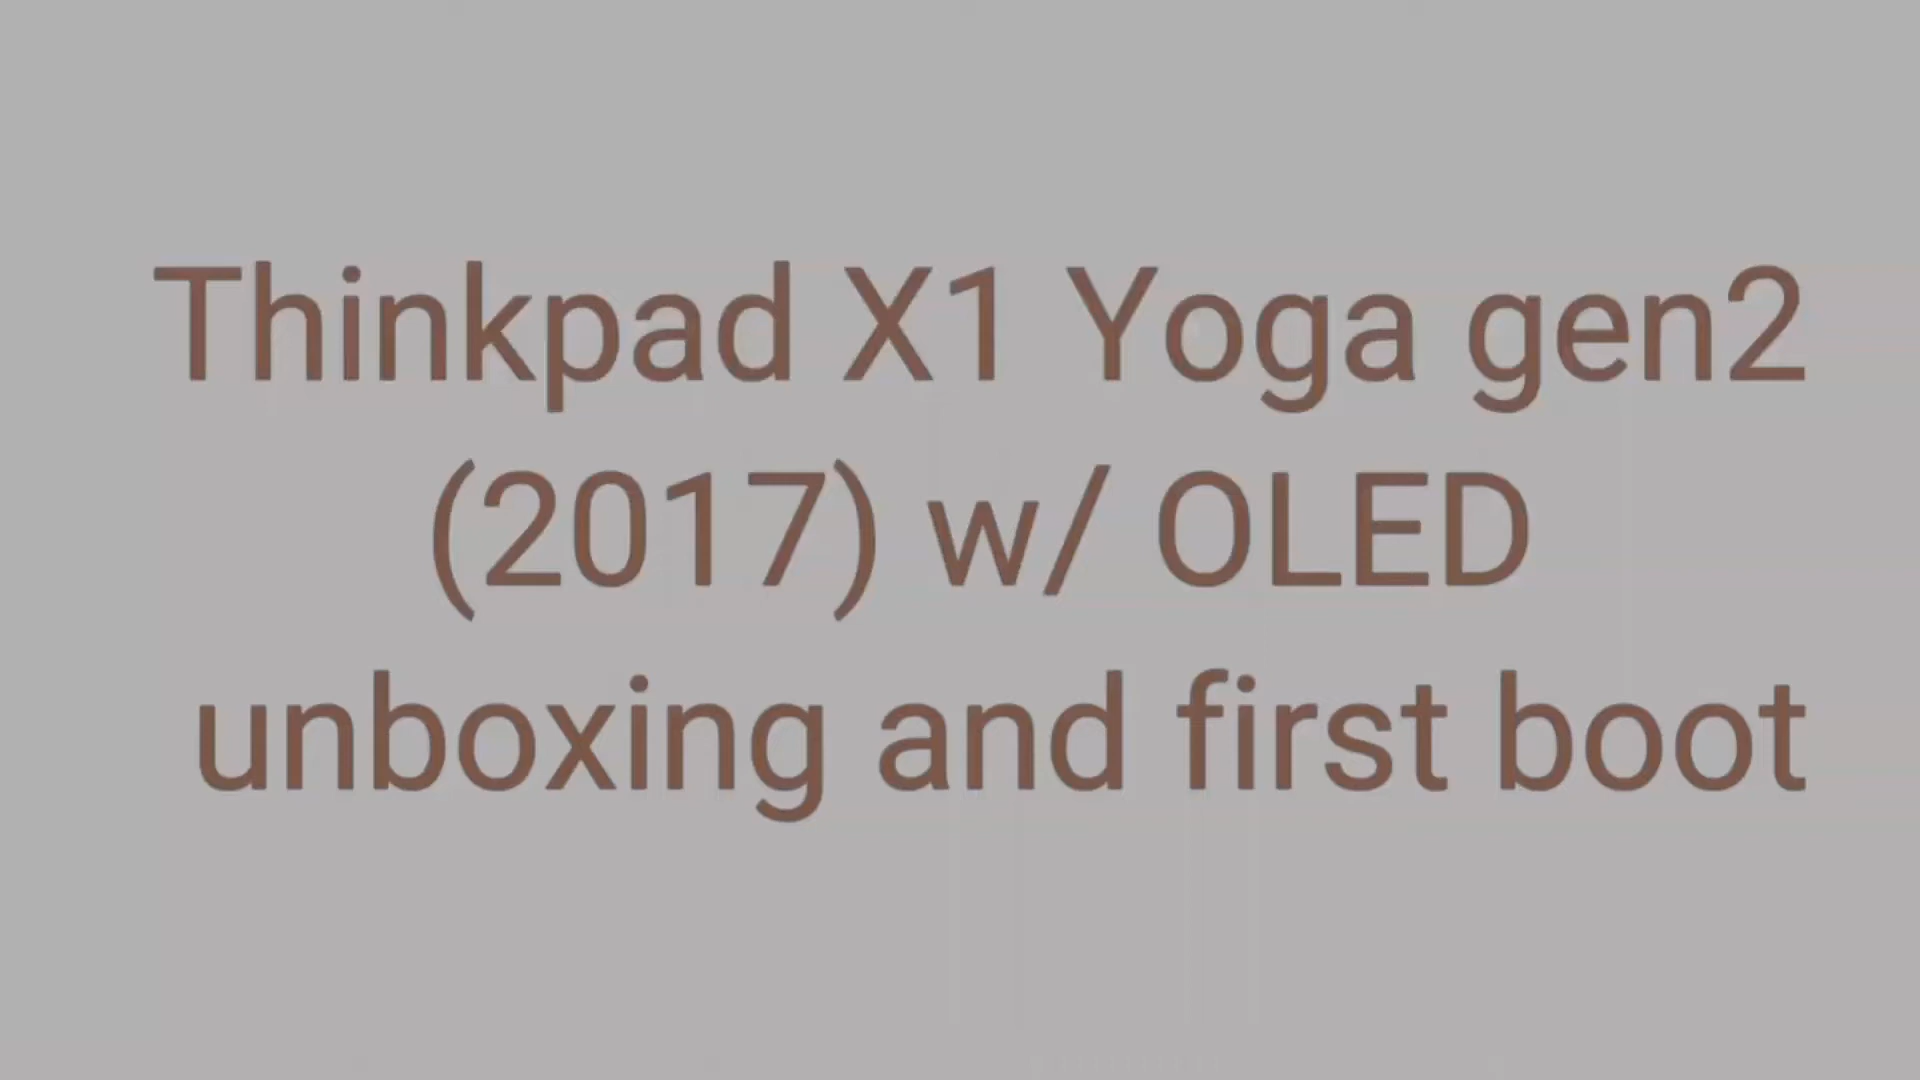 Thinkpad X1 Yoga gen2
(2017) w/ OLED
unboxing and first boot